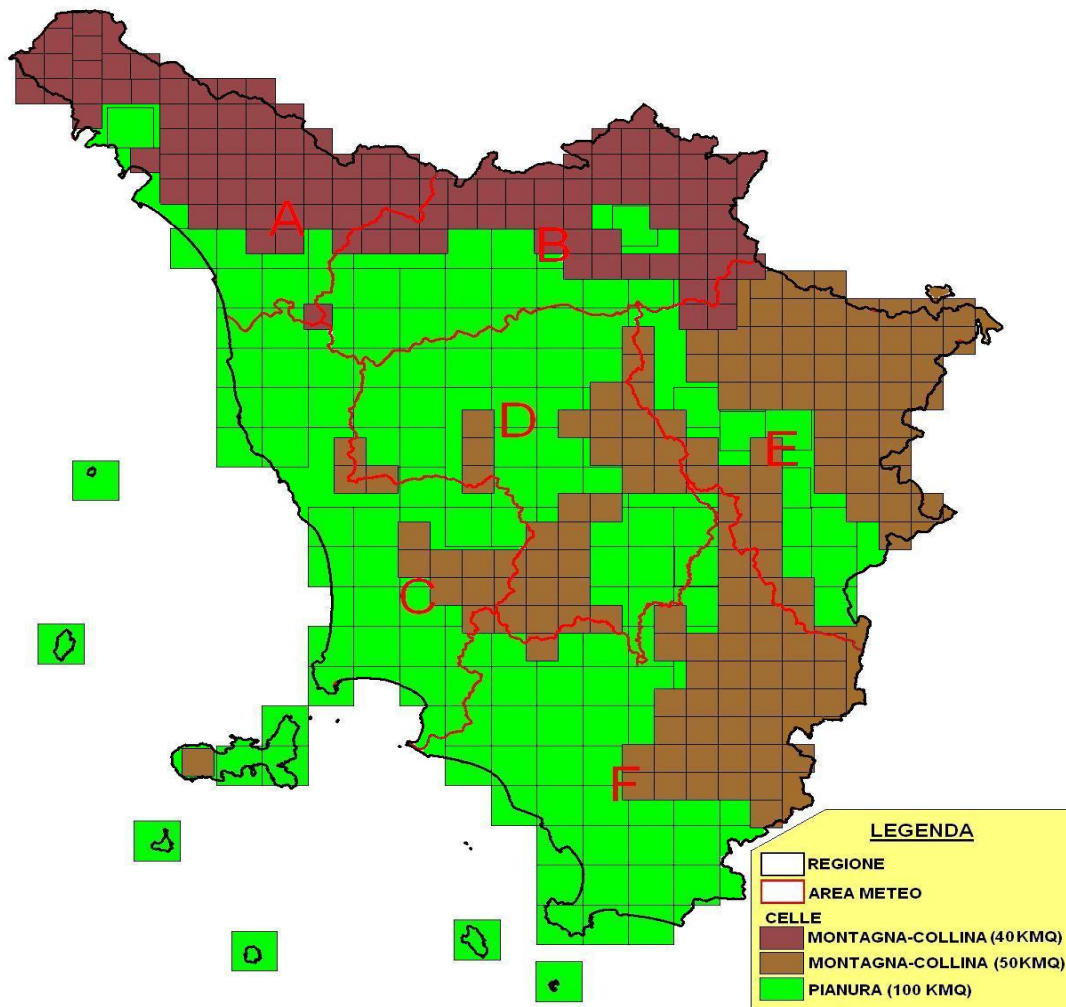 A
B
D
E
C
F
LEGENDA
REGIONE
AREA METEO
CELLE
MONTAGNA-COLLINA (40KMQ)
MONTAGNA-COLLINA (50KMQ)
PIANURA (100 KMQ)